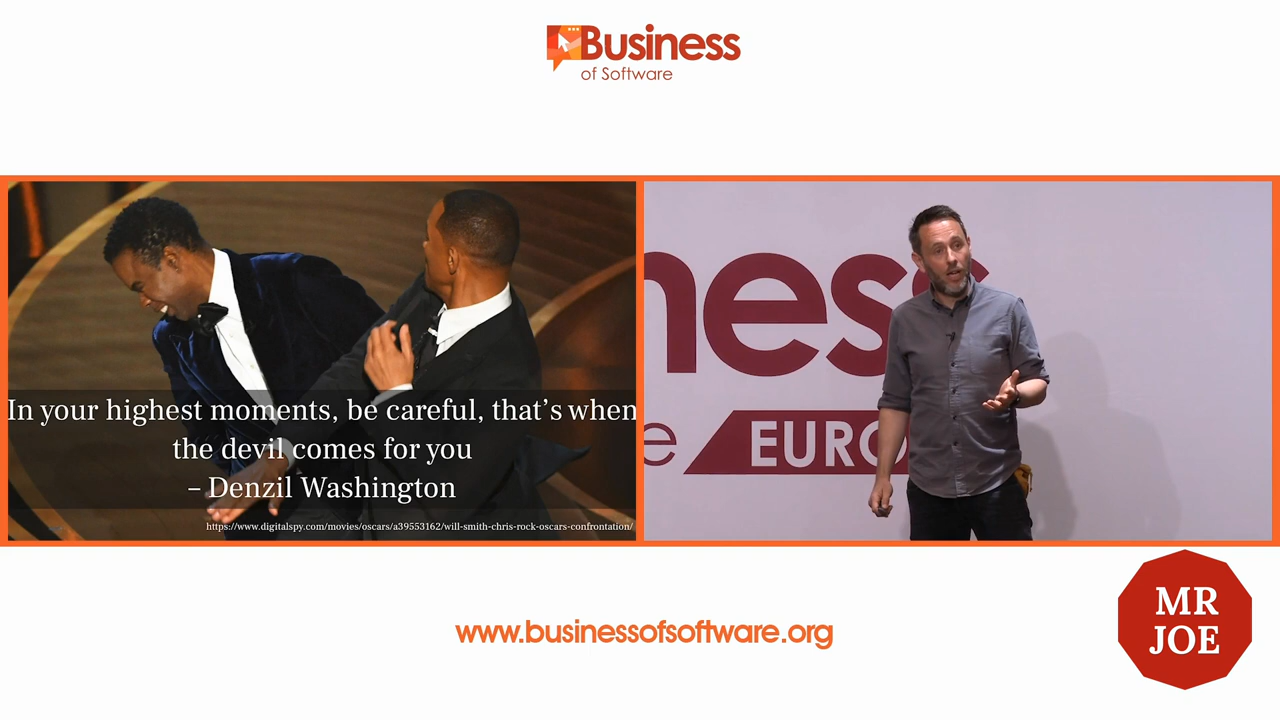 Business
of Software
In your highest moments, be careful, that's when
the devil comes for you
– Denzil Washington
https://www.digitalspy.com/movies/oscars/a39553162/will-smith-chris-rock-oscars-confrontation/
ness
e EURO
www.businessofsoftware.org
MR
JOE